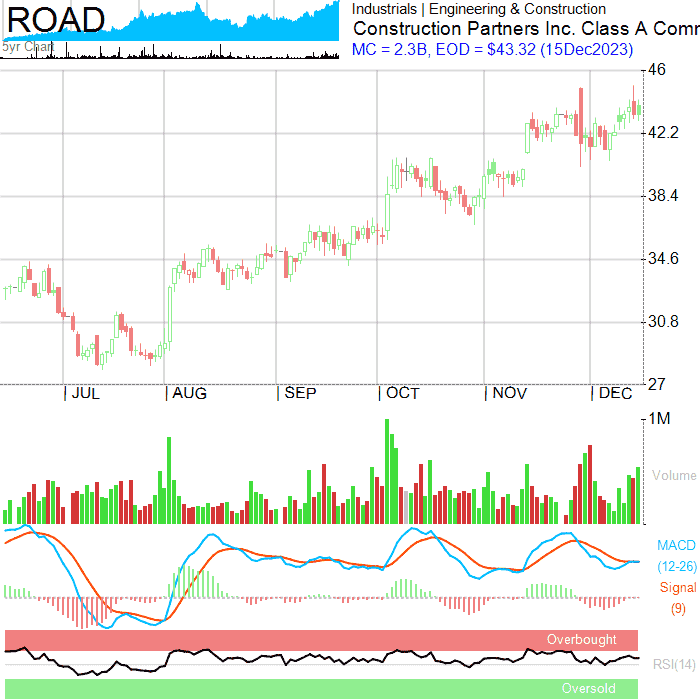 ROAD
5yr Chart
Industrials | Engineering & Construction
Construction Partners Inc. Class A Comm
MC = 2.3B, EOD = $43.32 (15Dec2023)
46
42.2
38.4
34.6
30.8
27
| JUL | AUG | SEP | OCT | NOV | DEC
1M
Volume
MACD
(12-26)
Signal
(9)
Overbought
RSI(14)
Oversold